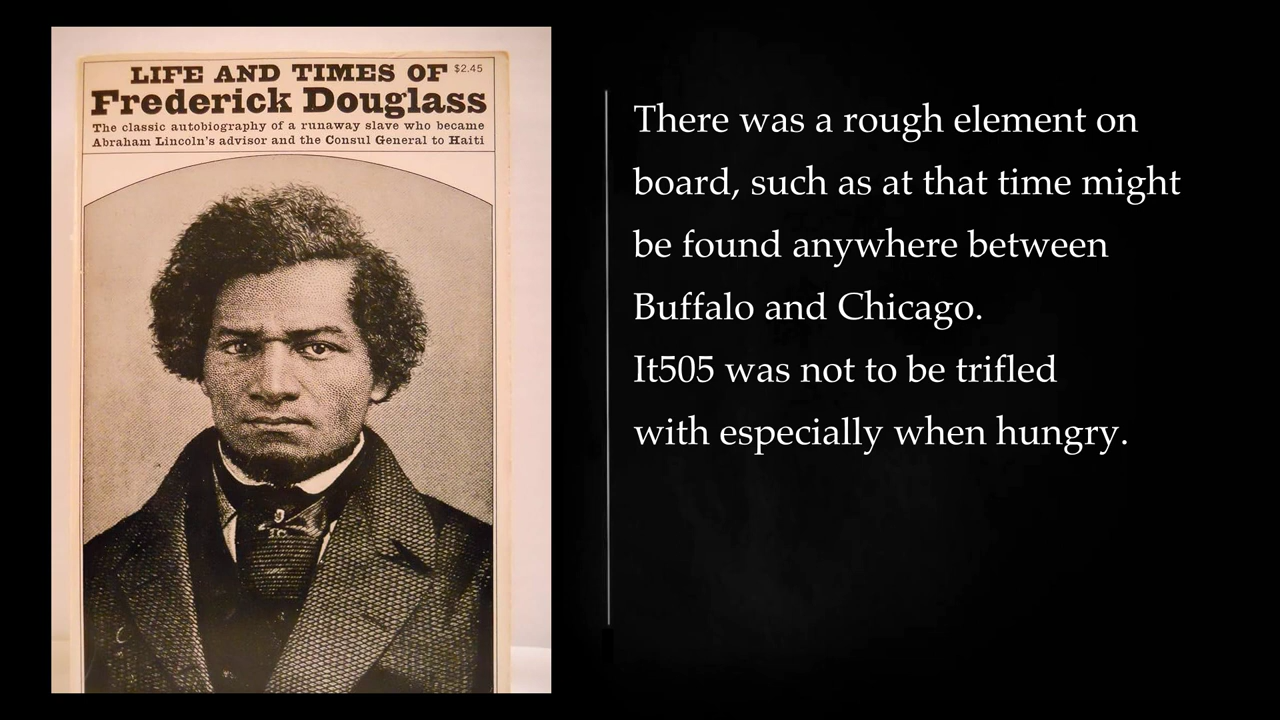 LIFE AND TIMES OF $2.45
Frederick Douglass
The classic autobiography of a runaway slave who became
Abraham Lincoln's advisor and the Consul General to Haiti
There was a rough element on
board, such as at that time might
be found anywhere between
Buffalo and Chicago.
It505 was not to be trifled
with especially when hungry.